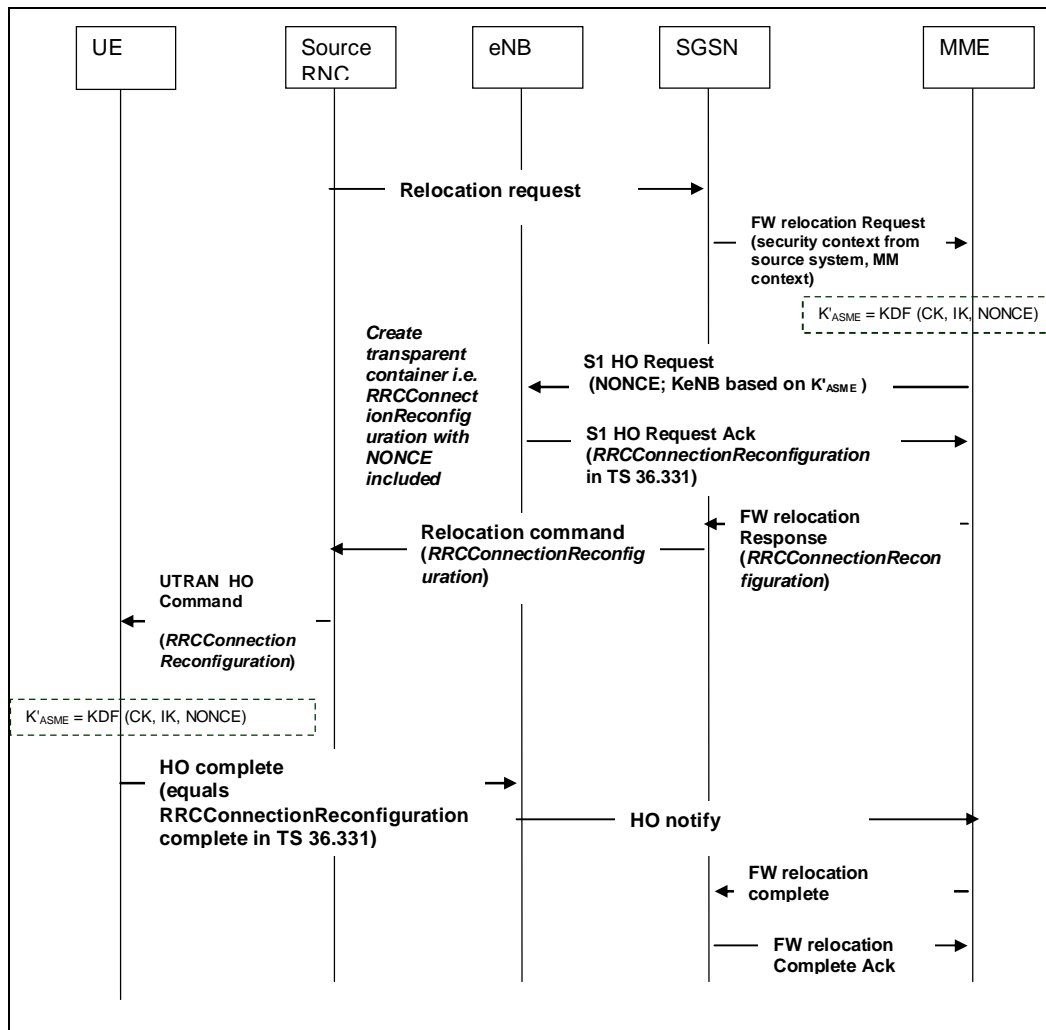 UE
Source
RNC
eNB
SGSN
MME
Relocation request
FW relocation Request
(security context from
source system, MM
context)
K'ASME = KDF (CK, IK, NONCE)
Create
transparent
container i.e.
RRCConnect
ionReconfig
uration with
NONCE
included
S1 HO Request
(NONCE; KeNB based on K'ASME )
S1 HO Request Ack
(RRCConnectionReconfiguration
in TS 36.331)
Relocation command
(RRCConnectionReconfig
uration)
FW relocation
Response
(RRCConnectionRecon
figuration)
UTRAN HO
Command
(RRCConnection
Reconfiguration)
K'ASME = KDF (CK, IK, NONCE)
HO complete
(equals
RRCConnectionReconfiguration
complete in TS 36.331)
HO notify
FW relocation
complete
FW relocation
Complete Ack